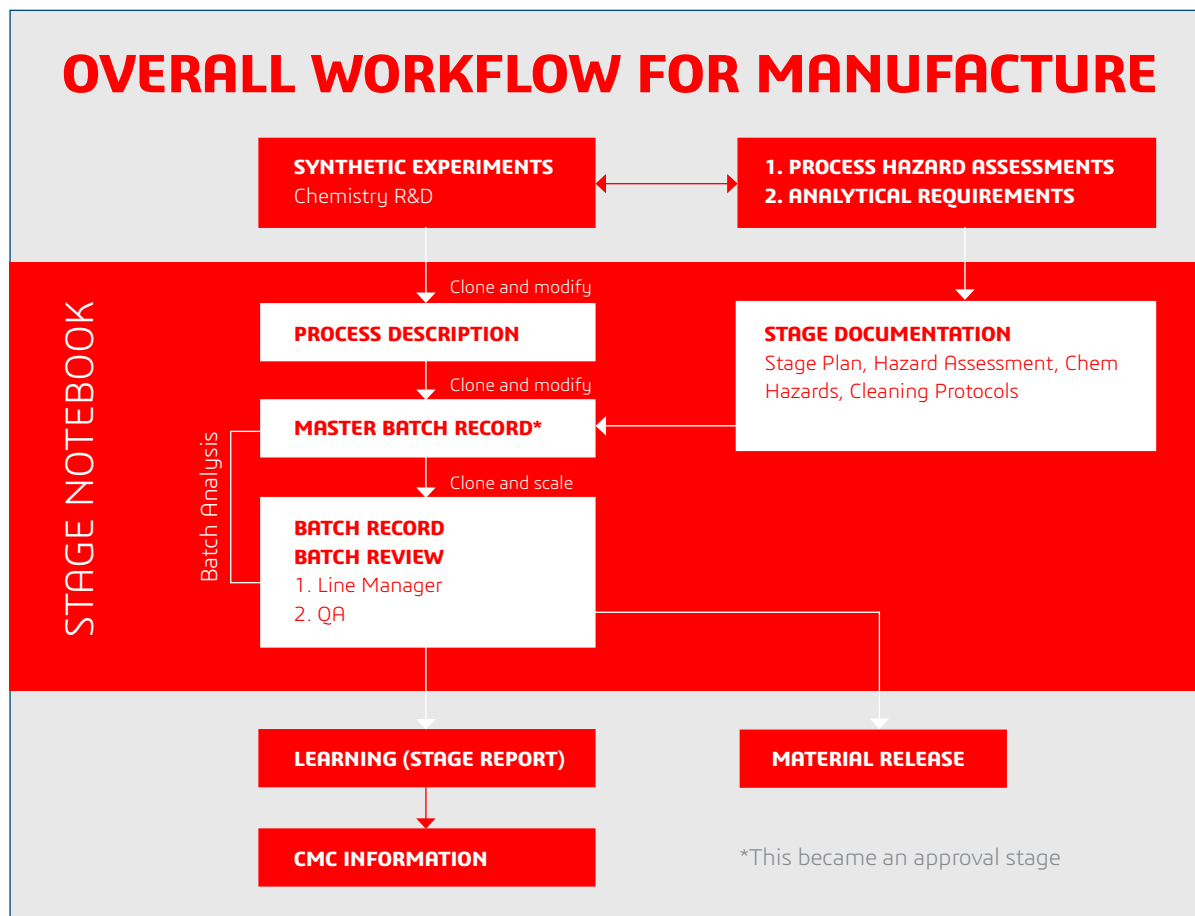 OVERALL WORKFLOW FOR MANUFACTURE
SYNTHETIC EXPERIMENTS
Chemistry R&D
1. PROCESS HAZARD ASSESSMENTS
2. ANALYTICAL REQUIREMENTS
STAGE NOTEBOOK
Clone and modify
PROCESS DESCRIPTION
Clone and modify
MASTER BATCH RECORD*
STAGE DOCUMENTATION
Stage Plan, Hazard Assessment, Chem
Hazards, Cleaning Protocols
Batch Analysis
Clone and scale
BATCH RECORD
BATCH REVIEW
1. Line Manager
2. QA
LEARNING (STAGE REPORT)
MATERIAL RELEASE
CMC INFORMATION
*This became an approval stage